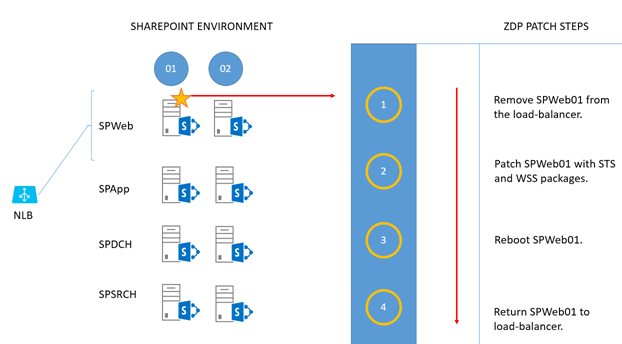 SHAREPOINT ENVIRONMENT
ZDP PATCH STEPS
01
02
SPWeb
SPApp
SPDCH
SPSRCH
NLB
S
S
S
S
S
S
S
S
1
Remove SPWeb01 from
the load-balancer.
2
Patch SPWeb01 with STS
and WSS packages.
3
Reboot SPWeb01.
4
Return SPWeb01 to
load-balancer.